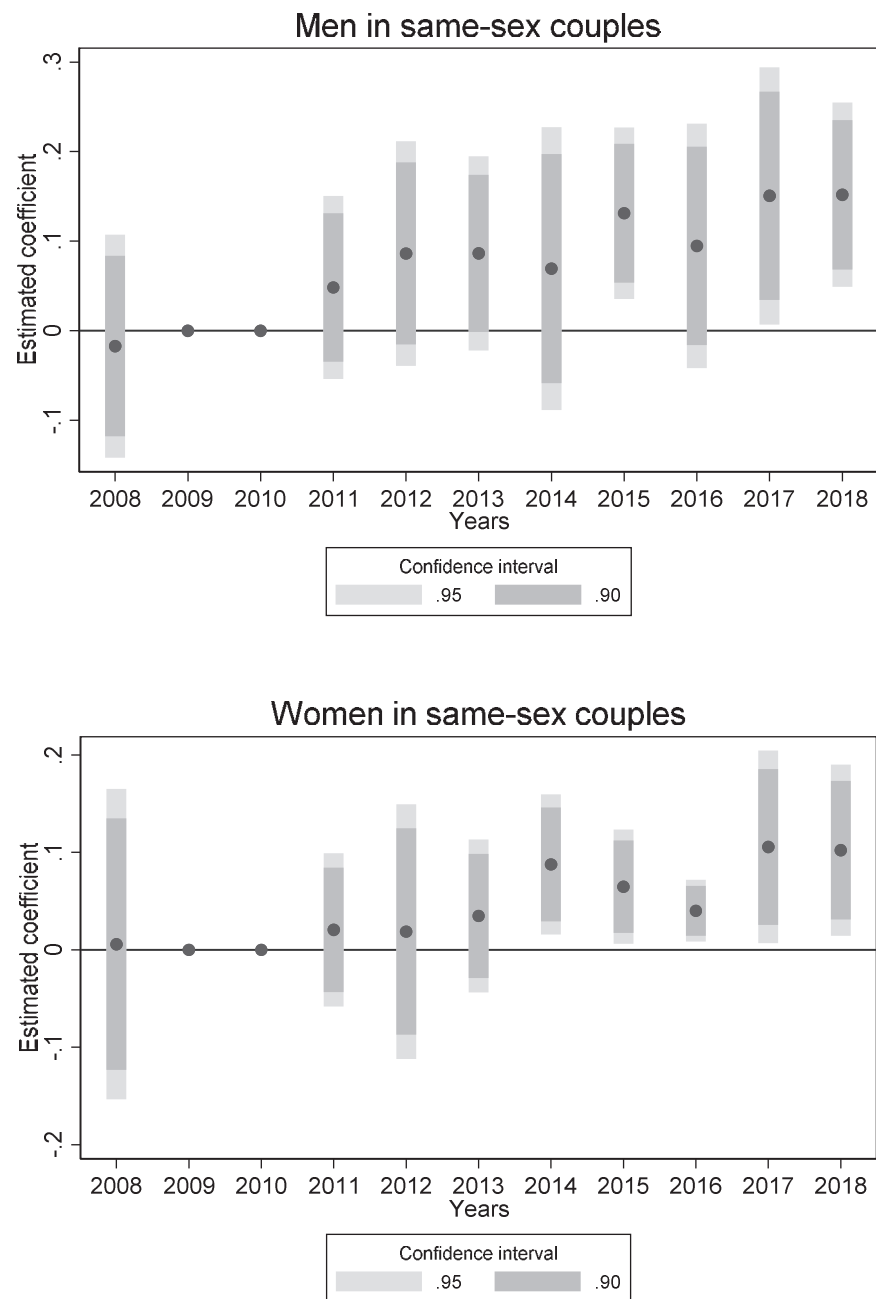 Men in same-sex couples
Estimated coefficient
.3
.2
.1
0
-.1
2008 2009 2010 2011 2012 2013 2014 2015 2016 2017 2018
Years
Confidence interval
.95 .90
Women in same-sex couples
Estimated coefficient
.2
.1
0
-.1
-.2
2008 2009 2010 2011 2012 2013 2014 2015 2016 2017 2018
Years
Confidence interval
.95 .90